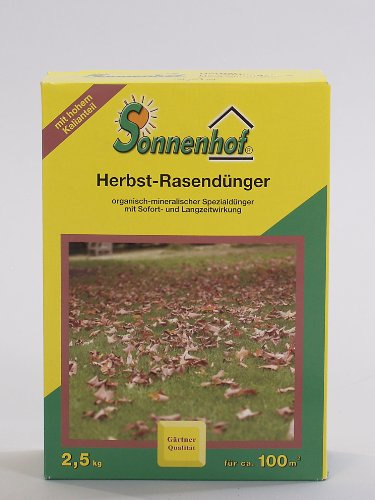 mit hohem
Kalianteil
Sonnenhof®
Herbst-Rasendünger
organisch-mineralischer Spezialdünger
mit Sofort- und Langzeitwirkung
Gärtner
Qualität
2,5 kg
für ca. 100 m²